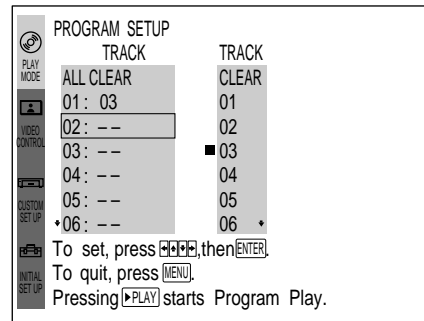 PROGRAM SETUP
TRACK TRACK
PLAY MODE
ALL CLEAR CLEAR
01: 03 01
VIDEO CONTROL
02: – – 02
03: – – 03
04: – – 04
CUSTOM SET UP
05: – – 05
06: – – 06
To set, press ,then ENTER.
INITIAL SET UP
To quit, press MENU.
Pressing PLAY starts Program Play.